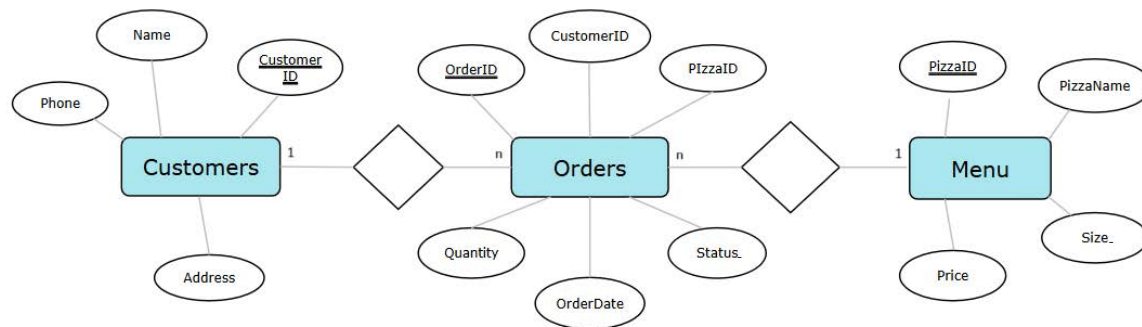 Name
Customer
ID
Phone
Customers
1
Address
CustomerID
OrderID
PIzzaID
n
Orders
n
Quantity
Status_
OrderDate
PizzaID
PizzaName
1
Menu
Size_
Price